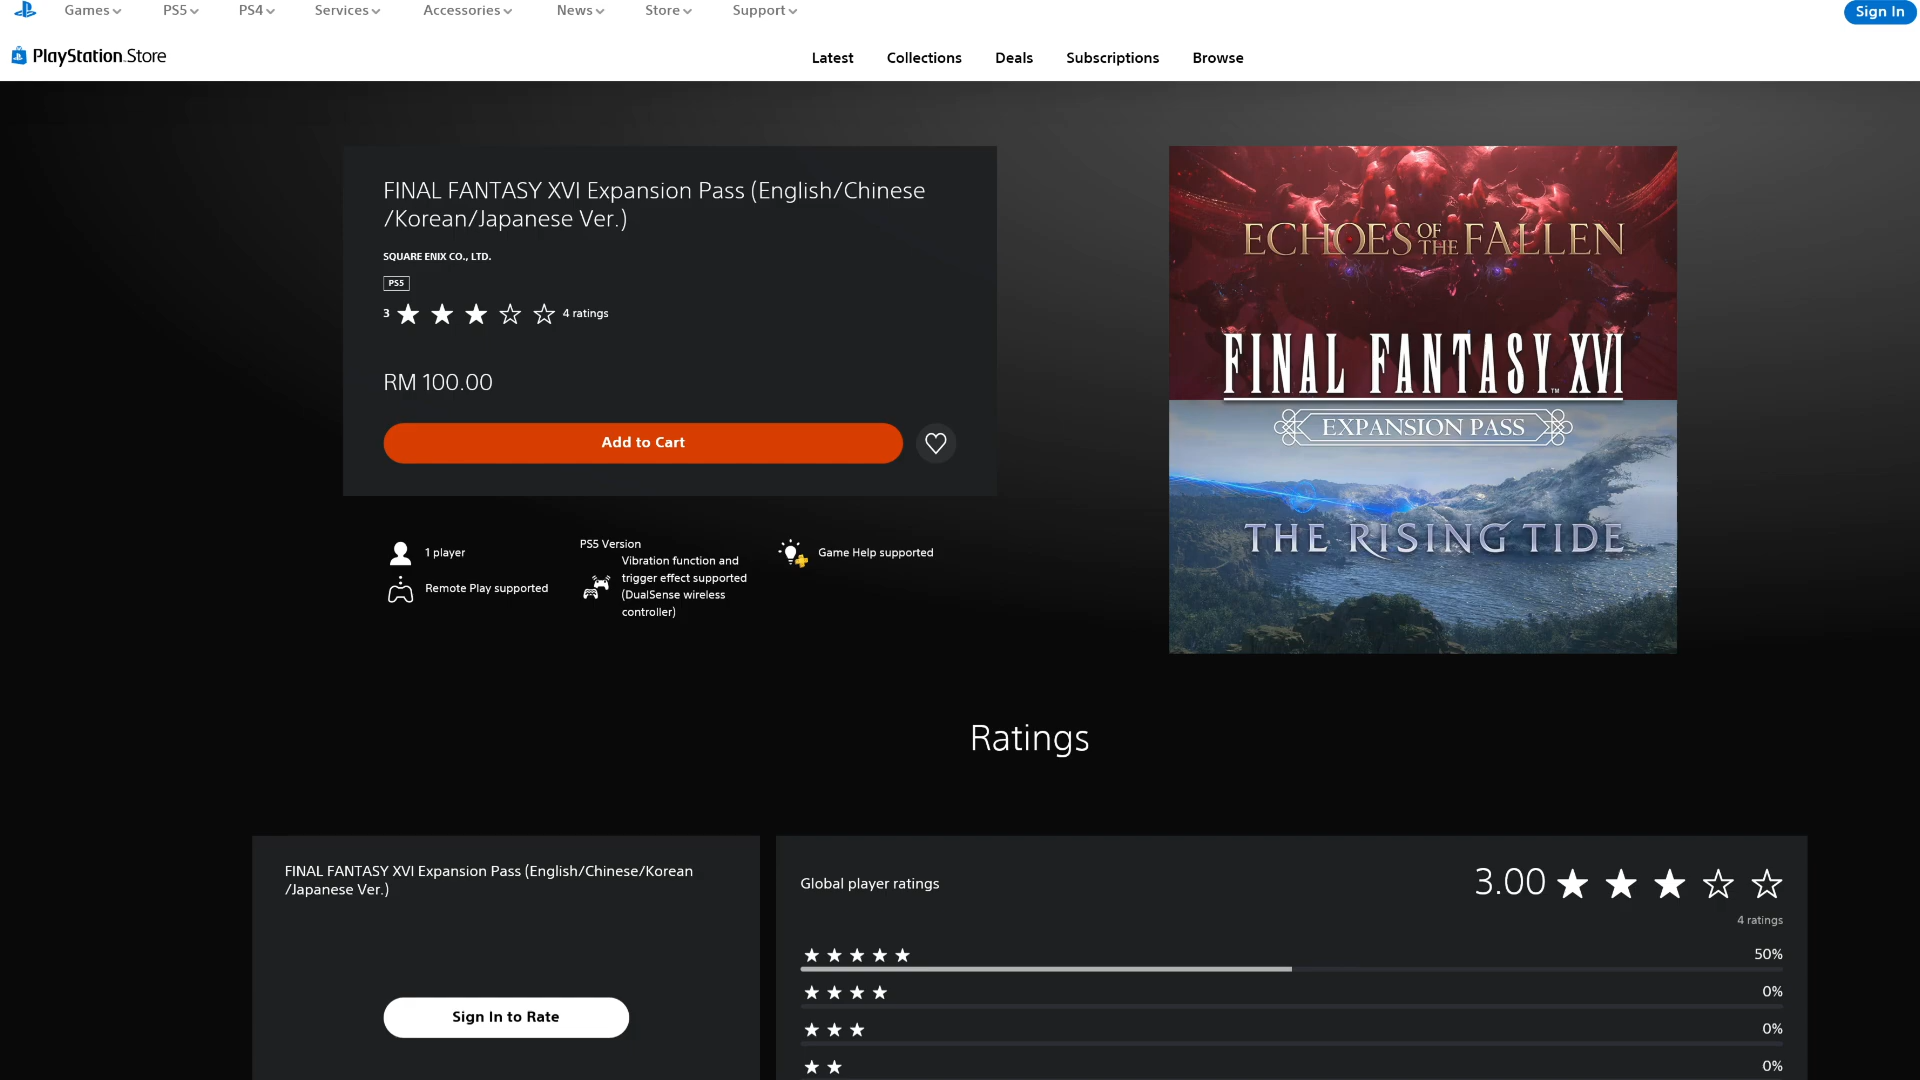 Games
PS5
PS4
Services
Accessories
News
Store
Support
Sign In
PlayStation Store
Latest
Collections
Deals
Subscriptions
Browse
FINAL FANTASY XVI Expansion Pass (English/Chinese
/Korean/Japanese Ver.)
SQUARE ENIX CO., LTD.
PS5
3
4 ratings
RM 100.00
Add to Cart
1 player
Remote Play supported
PS5 Version
Vibration function and
trigger effect supported
(DualSense wireless
controller)
Game Help supported
ECHOES OF THE FALLEN
FINAL FANTASY XVI
TM
EXPANSION PASS
THE RISING TIDE
Ratings
FINAL FANTASY XVI Expansion Pass (English/Chinese/Korean
/Japanese Ver.)
Sign In to Rate
Global player ratings
3.00
4 ratings
50%
0%
0%
0%